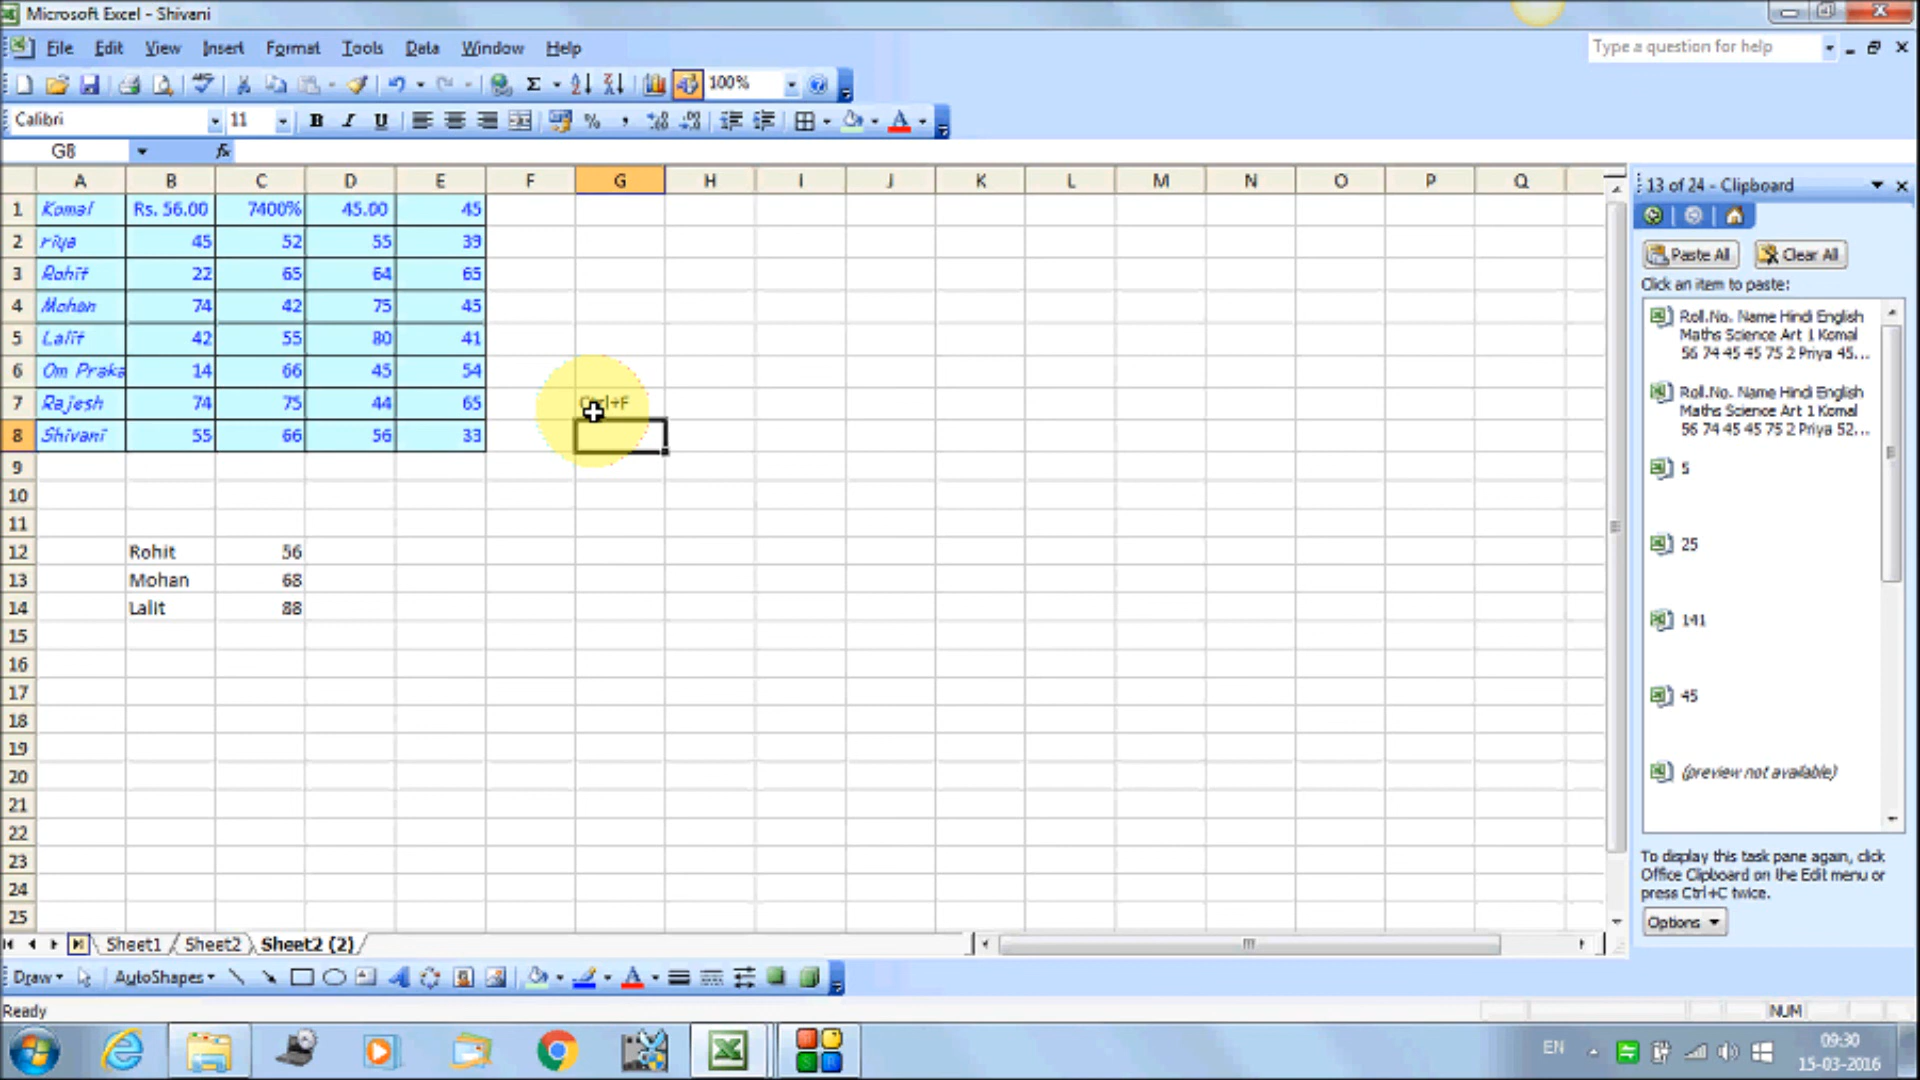 Microsoft Excel - Shivani
File Edit View Insert Format Tools Data Window Help
Type a question for help
100%
Calibri 11
G8 fx
A B C D E F G H I J K L M N O P Q
1 Komal Rs. 56.00 7400% 45.00 45
2 riya 45 52 55 39
3 Rohit 22 65 64 65
4 Mohan 74 42 75 45
5 Lalit 42 55 80 41
6 Om Praka 14 66 45 54
7 Rajesh 74 75 44 65 Ctrl+F
8 Shivani 55 66 56 33
9
10
11
12 Rohit 56
13 Mohan 68
14 Lalit 88
15
16
17
18
19
20
21
22
23
24
25
13 of 24 - Clipboard
Paste All Clear All
Click an item to paste:
Roll.No. Name Hindi English
Maths Science Art 1 Komal
56 74 45 45 75 2 Priya 45...
Roll.No. Name Hindi English
Maths Science Art 1 Komal
56 74 45 45 75 2 Priya 52...
5
25
141
45
(preview not available)
To display this task pane again, click
Office Clipboard on the Edit menu or
press Ctrl+C twice.
Options
Sheet1 Sheet2 Sheet2 (2)
Draw AutoShapes
Ready
NUM
EN
09:30
15-03-2016